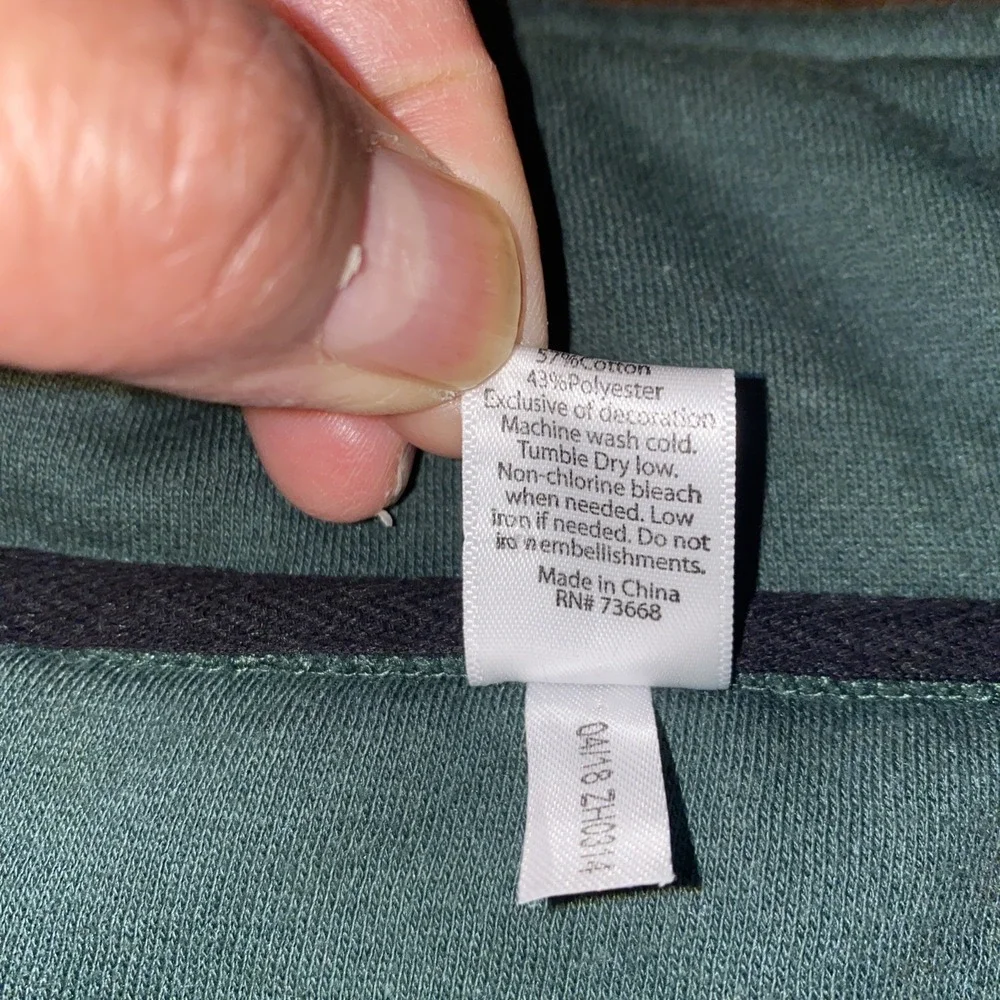 57%Cotton
43%Polyester
Exclusive of decoration
Machine wash cold.
Tumble Dry low.
Non-chlorine bleach
when needed. Low
iron if needed. Do not
iron embellishments.
Made in China
RN# 73668
04/18 ZH0314